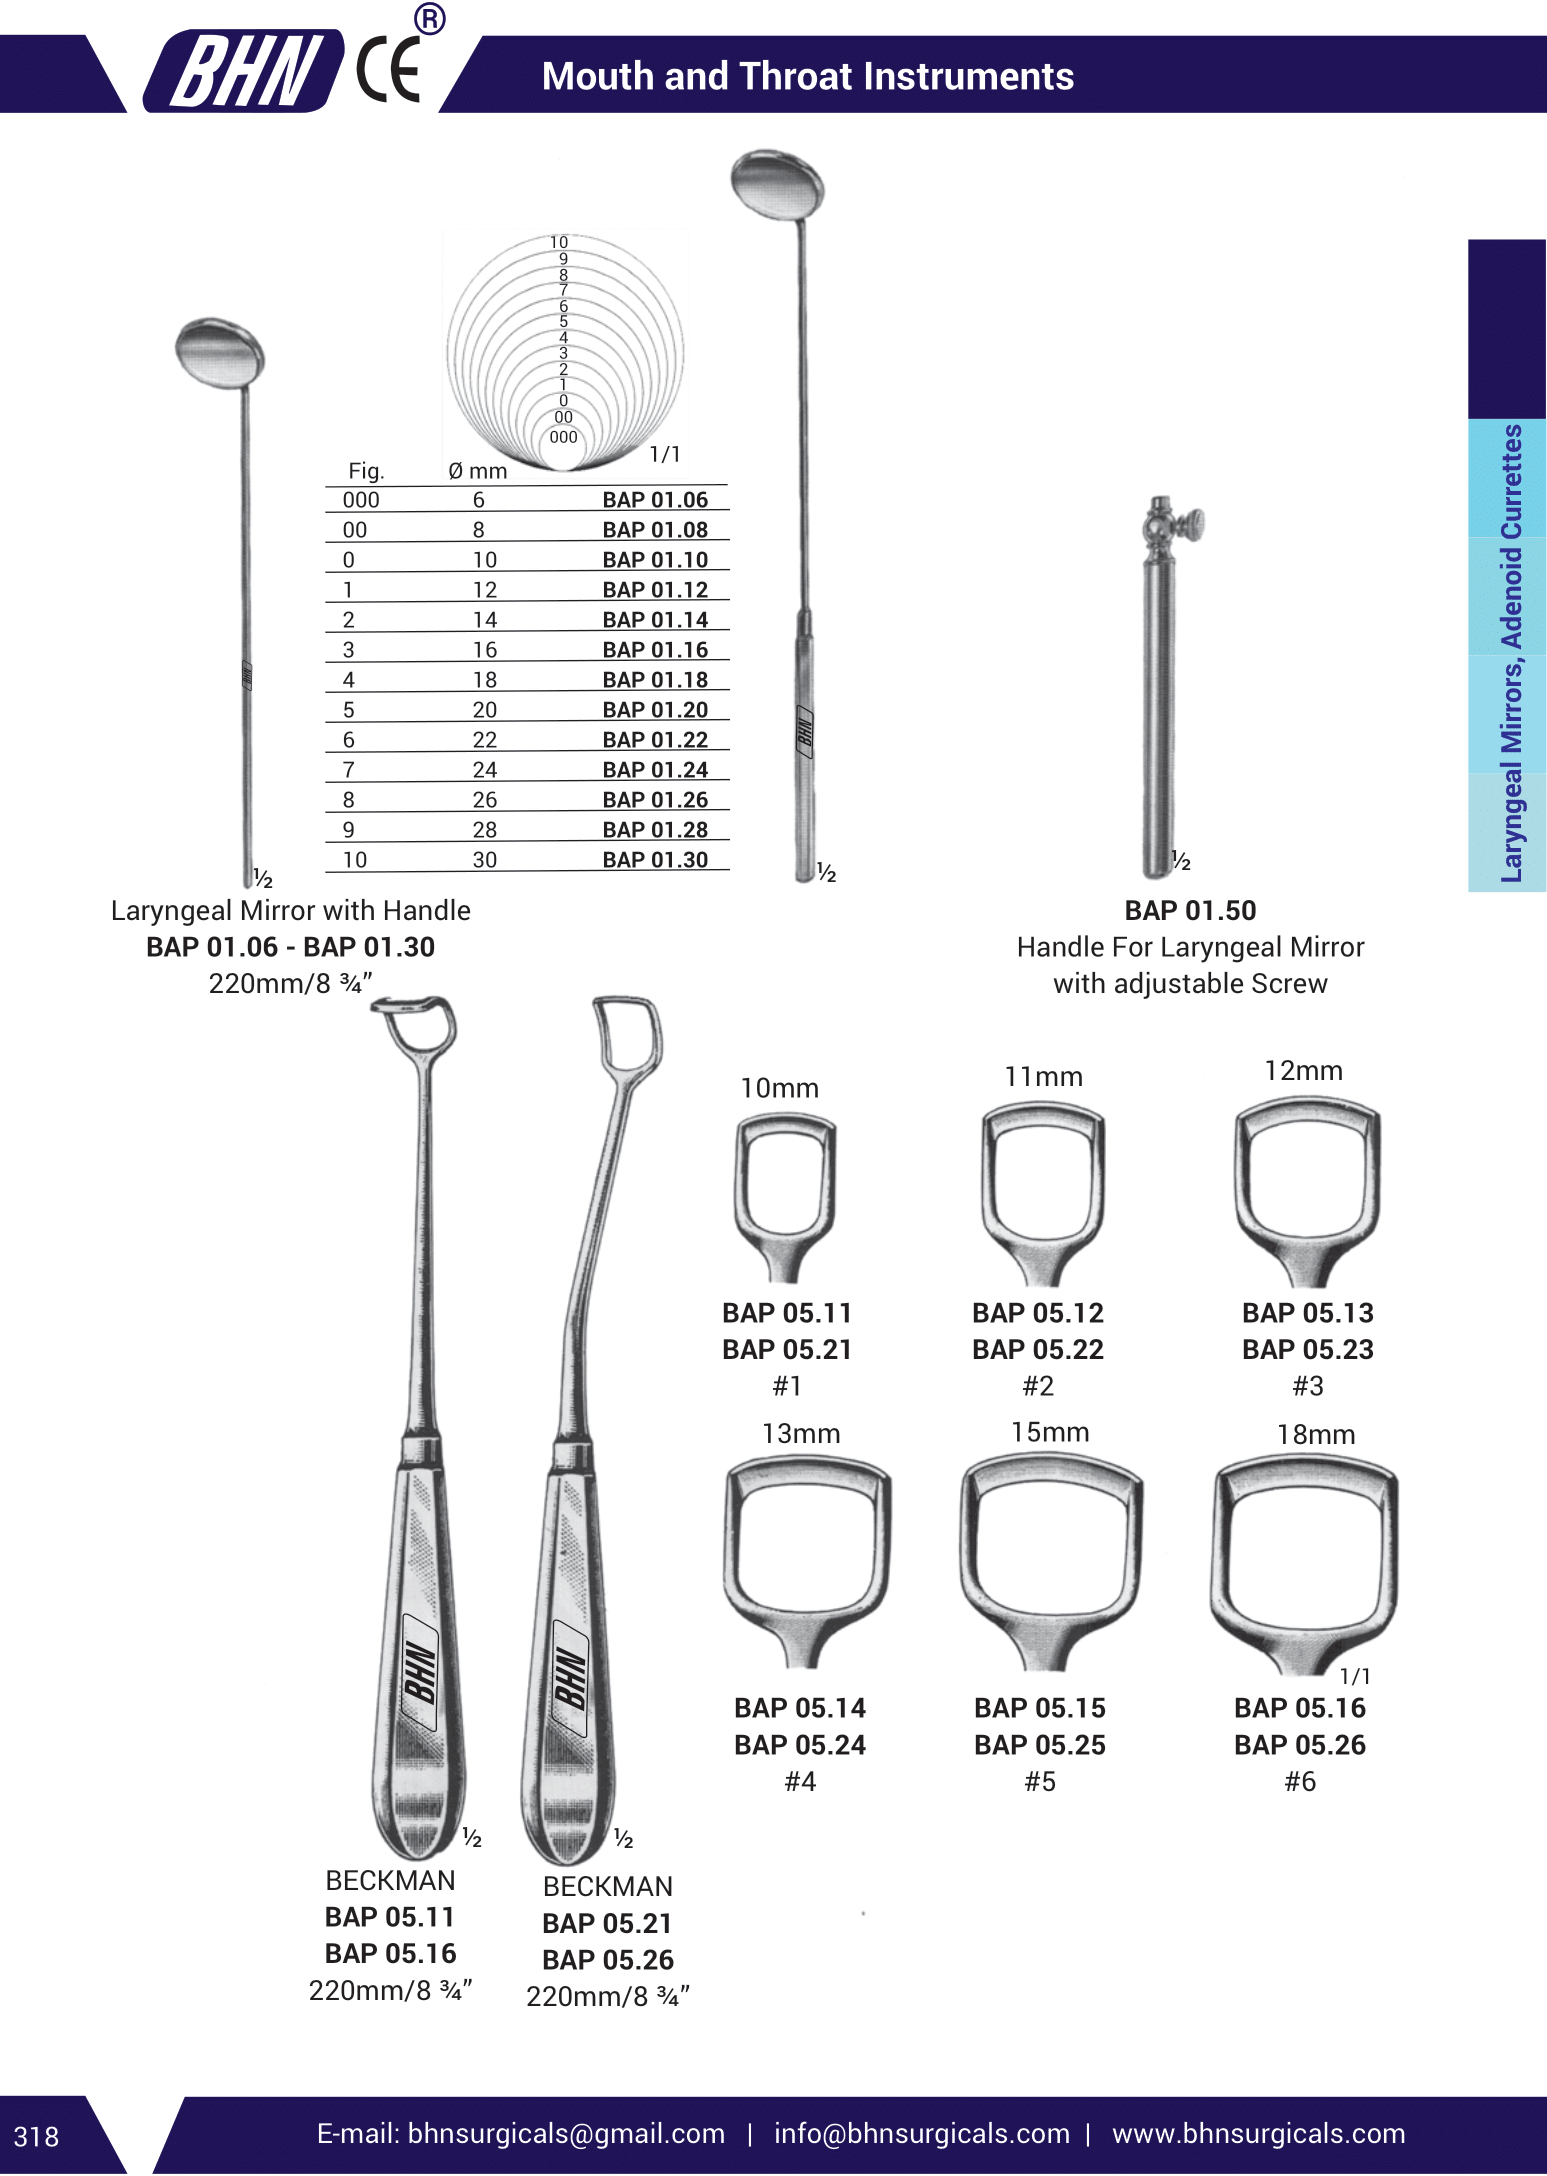 BHN CE ®
Mouth and Throat Instruments
10
9
8
7
6
5
4
3
2
1
0
00
000
1/1
Fig. Ø mm
000 6 BAP 01.06
00 8 BAP 01.08
0 10 BAP 01.10
1 12 BAP 01.12
2 14 BAP 01.14
3 16 BAP 01.16
4 18 BAP 01.18
5 20 BAP 01.20
6 22 BAP 01.22
7 24 BAP 01.24
8 26 BAP 01.26
9 28 BAP 01.28
10 30 BAP 01.30
BHN
BHN
½
½
½
Laryngeal Mirror with Handle
BAP 01.06 - BAP 01.30
220mm/8 ¾”
BAP 01.50
Handle For Laryngeal Mirror
with adjustable Screw
Laryngeal Mirrors, Adenoid Currettes
10mm
11mm
12mm
BAP 05.11
BAP 05.21
#1
BAP 05.12
BAP 05.22
#2
BAP 05.13
BAP 05.23
#3
13mm
15mm
18mm
1/1
BAP 05.14
BAP 05.24
#4
BAP 05.15
BAP 05.25
#5
BAP 05.16
BAP 05.26
#6
BHN
BHN
½
½
BECKMAN
BAP 05.11
BAP 05.16
220mm/8 ¾”
BECKMAN
BAP 05.21
BAP 05.26
220mm/8 ¾”
318
E-mail: bhnsurgicals@gmail.com | info@bhnsurgicals.com | www.bhnsurgicals.com